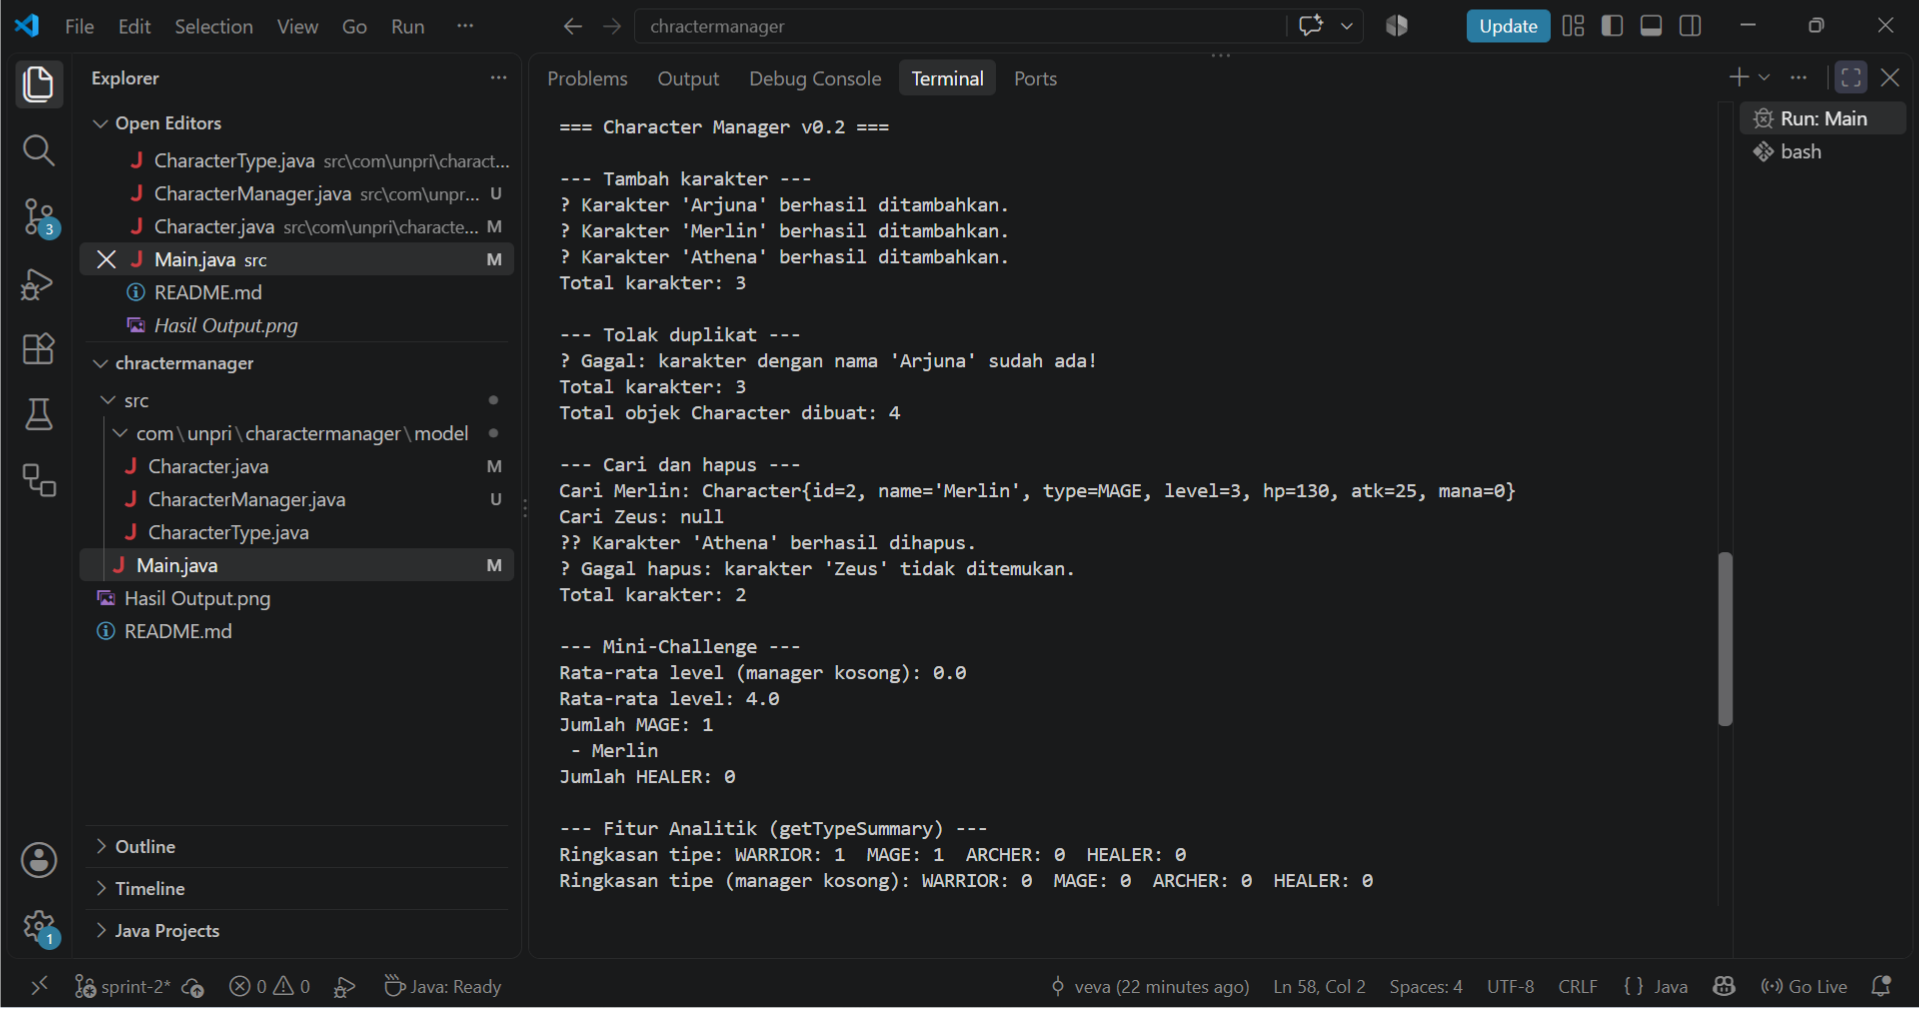 File Edit Selection View Go Run ···
chractermanager
Update
Explorer
Open Editors
CharacterType.java src\com\unpri\charact...
CharacterManager.java src\com\unpr... U
Character.java src\com\unpri\characte... M
Main.java src M
README.md
Hasil Output.png
chractermanager
src
com\unpri\charactermanager\model
Character.java M
CharacterManager.java U
CharacterType.java
Main.java M
Hasil Output.png
README.md
Outline
Timeline
Java Projects
3
1
Problems Output Debug Console Terminal Ports
=== Character Manager v0.2 ===
--- Tambah karakter ---
? Karakter 'Arjuna' berhasil ditambahkan.
? Karakter 'Merlin' berhasil ditambahkan.
? Karakter 'Athena' berhasil ditambahkan.
Total karakter: 3
--- Tolak duplikat ---
? Gagal: karakter dengan nama 'Arjuna' sudah ada!
Total karakter: 3
Total objek Character dibuat: 4
--- Cari dan hapus ---
Cari Merlin: Character{id=2, name='Merlin', type=MAGE, level=3, hp=130, atk=25, mana=0}
Cari Zeus: null
?? Karakter 'Athena' berhasil dihapus.
? Gagal hapus: karakter 'Zeus' tidak ditemukan.
Total karakter: 2
--- Mini-Challenge ---
Rata-rata level (manager kosong): 0.0
Rata-rata level: 4.0
Jumlah MAGE: 1
- Merlin
Jumlah HEALER: 0
--- Fitur Analitik (getTypeSummary) ---
Ringkasan tipe: WARRIOR: 1 MAGE: 1 ARCHER: 0 HEALER: 0
Ringkasan tipe (manager kosong): WARRIOR: 0 MAGE: 0 ARCHER: 0 HEALER: 0
Run: Main
bash
sprint-2* 0 0 Java: Ready veva (22 minutes ago) Ln 58, Col 2 Spaces: 4 UTF-8 CRLF { } Java Go Live